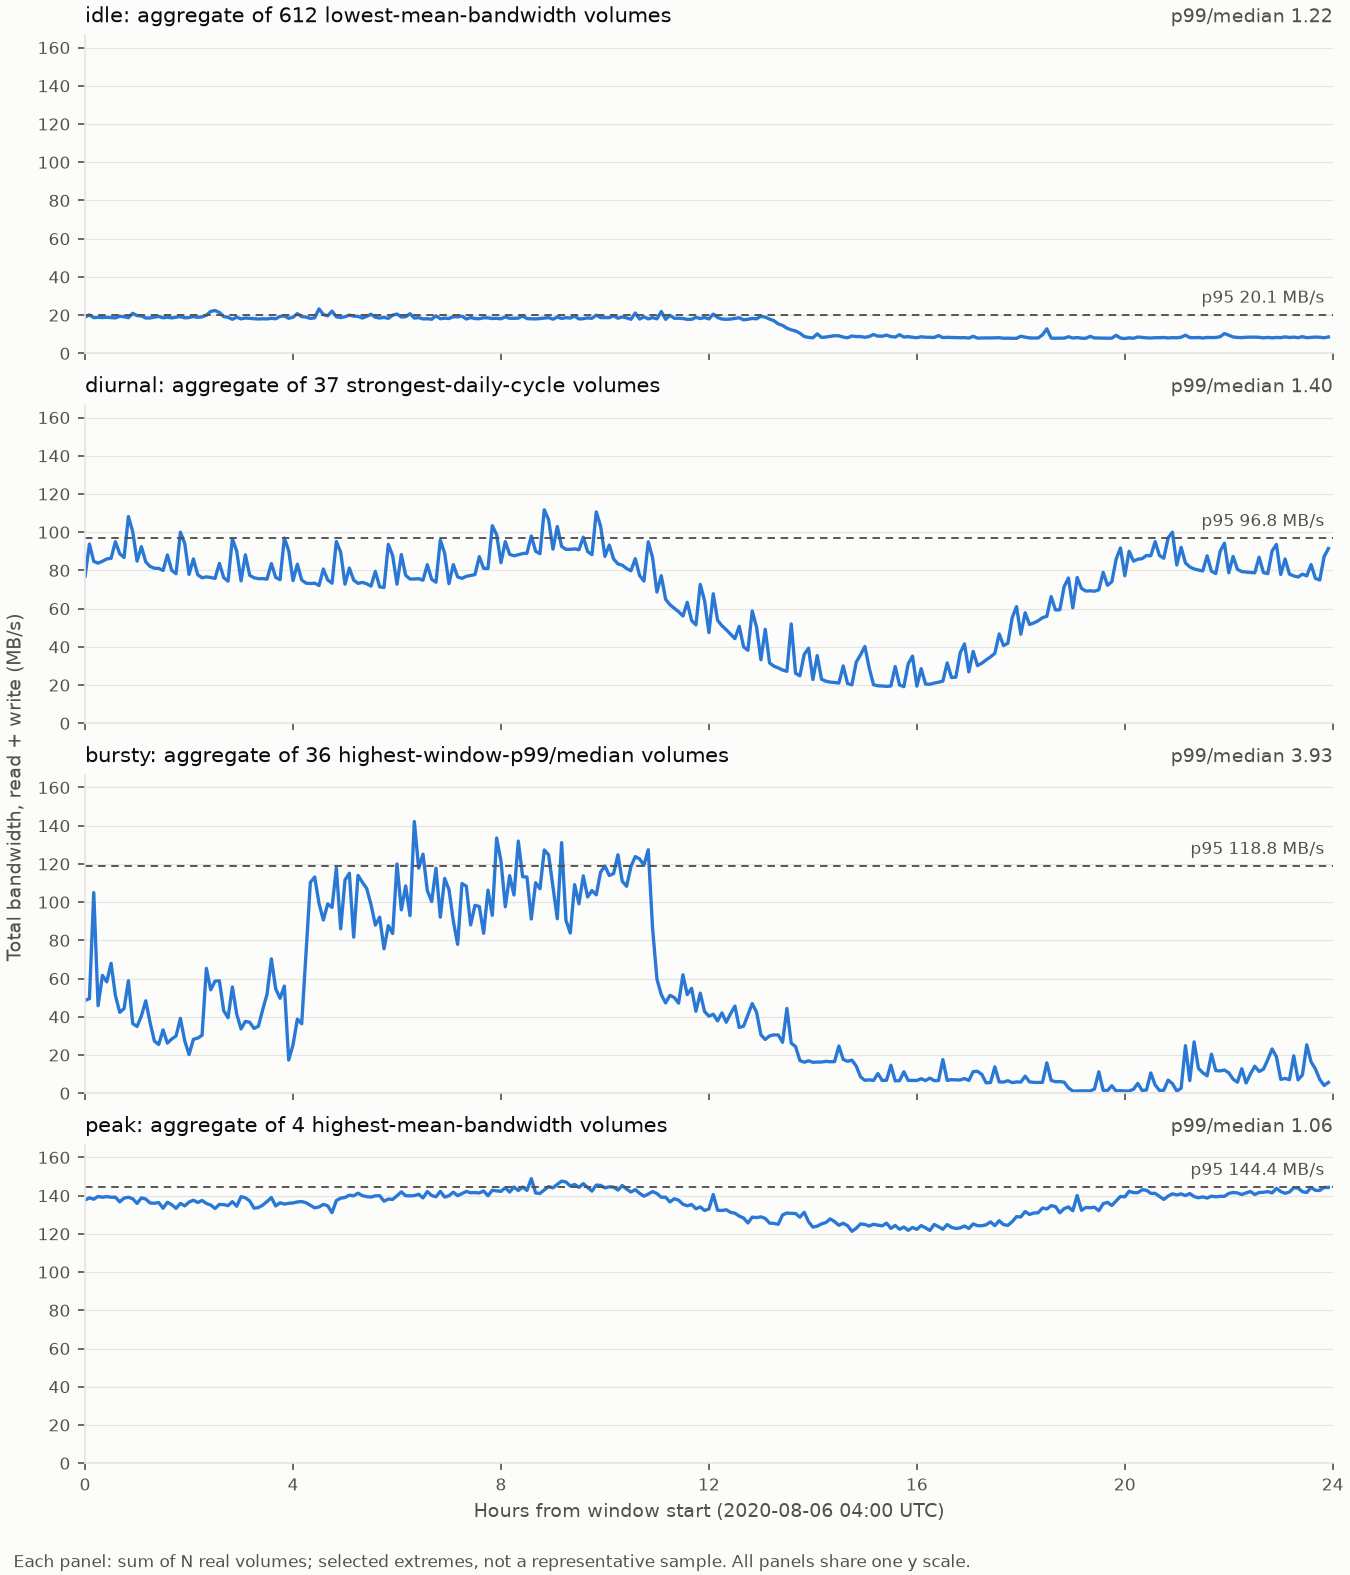 idle: aggregate of 612 lowest-mean-bandwidth volumes
p99/median 1.22
160
140
120
100
80
60
40
20
0
p95 20.1 MB/s
diurnal: aggregate of 37 strongest-daily-cycle volumes
p99/median 1.40
160
140
120
100
80
60
40
20
0
p95 96.8 MB/s
bursty: aggregate of 36 highest-window-p99/median volumes
p99/median 3.93
160
140
120
100
80
60
40
20
0
p95 118.8 MB/s
peak: aggregate of 4 highest-mean-bandwidth volumes
p99/median 1.06
160
140
120
100
80
60
40
20
0
p95 144.4 MB/s
Total bandwidth, read + write (MB/s)
0 4 8 12 16 20 24
Hours from window start (2020-08-06 04:00 UTC)
Each panel: sum of N real volumes; selected extremes, not a representative sample. All panels share one y scale.